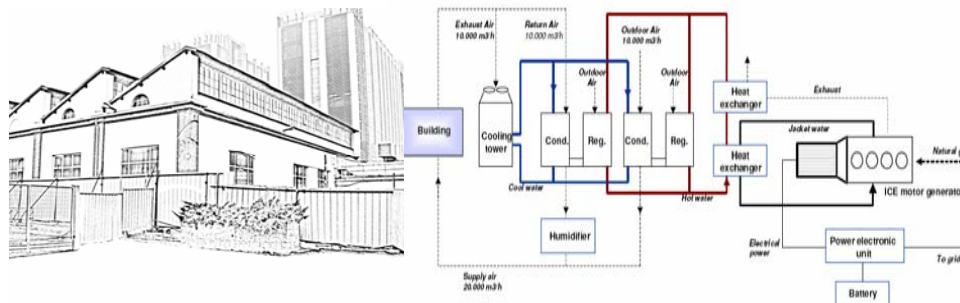 Exhaust Air
10.000 m3/h
Return Air
10.000 m3/h
Outdoor Air
10.000 m3/h
Outdoor
Air
Outdoor
Air
Building
Cooling
tower
Cond.
Reg.
Cond.
Reg.
Heat
exchanger
Exhaust
Jacket water
Heat
exchanger
Natural g
ICE motor generato
Cool water
Hot water
Humidifier
Electrical
power
Power electronic
unit
To grid
Battery
Supply air
20.000 m3/h